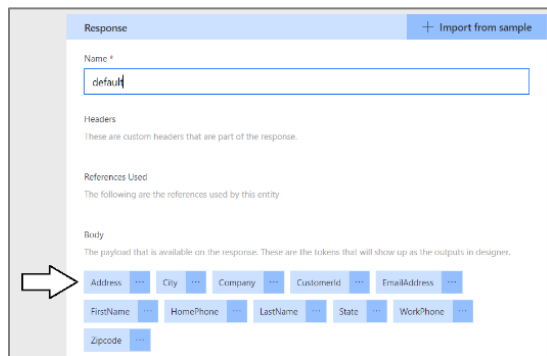 Response + Import from sample
Name *
default
Headers
These are custom headers that are part of the response.
References Used
The following are the references used by this entity
Body
The payload that is available on the response. These are the tokens that will show up as the outputs in designer.
Address ... City ... Company ... CustomerId ... EmailAddress ...
FirstName ... HomePhone ... LastName ... State ... WorkPhone ...
Zipcode ...